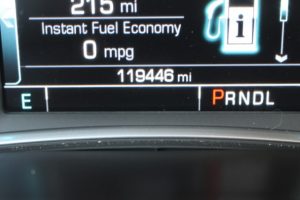 215 mi
Instant Fuel Economy
0 mpg
i
119446 mi
E PRNDL